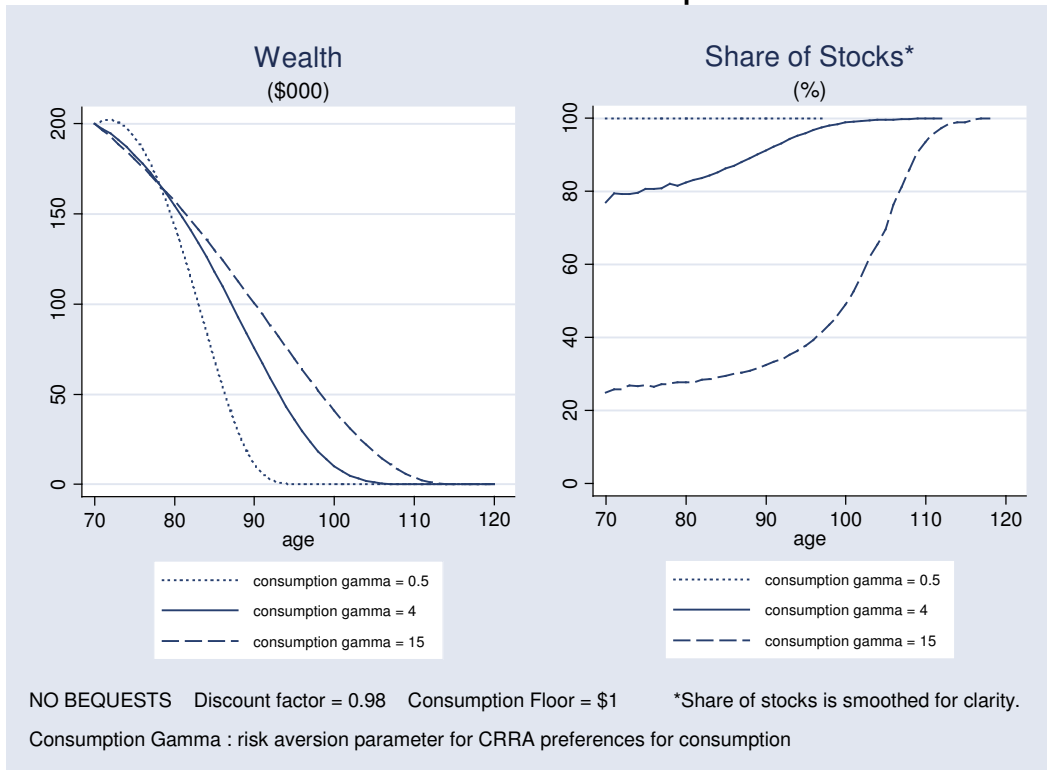 Wealth
($000)
200
150
100
50
0
70 80 90 100 110 120
age
consumption gamma = 0.5
consumption gamma = 4
consumption gamma = 15
Share of Stocks*
(%)
100
80
60
40
20
0
70 80 90 100 110 120
age
consumption gamma = 0.5
consumption gamma = 4
consumption gamma = 15
NO BEQUESTS Discount factor = 0.98 Consumption Floor = $1 *Share of stocks is smoothed for clarity.
Consumption Gamma : risk aversion parameter for CRRA preferences for consumption